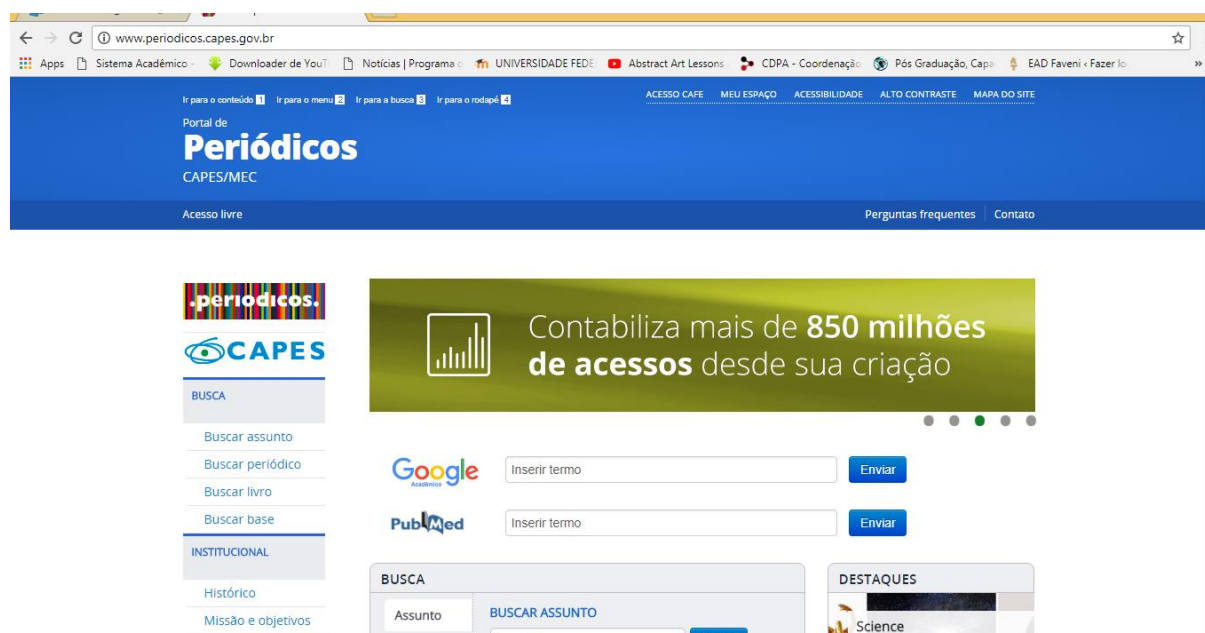 www.periodicos.capes.gov.br
Apps Sistema Acadêmico - Downloader de YouT Notícias | Programa d UNIVERSIDADE FEDE Abstract Art Lessons CDPA - Coordenação Pós Graduação, Capa EAD Faveni ‹ Fazer lo »
Ir para o conteúdo 1 Ir para o menu 2 Ir para a busca 3 Ir para o rodapé 4
ACESSO CAFE MEU ESPAÇO ACESSIBILIDADE ALTO CONTRASTE MAPA DO SITE
Portal de
Periódicos
CAPES/MEC
Acesso livre
Perguntas frequentes Contato
.periodicos.
CAPES
BUSCA
Buscar assunto
Buscar periódico
Buscar livro
Buscar base
INSTITUCIONAL
Histórico
Missão e objetivos
Contabiliza mais de 850 milhões
de acessos desde sua criação
Google
Acadêmico
Inserir termo
Enviar
PubMed
Inserir termo
Enviar
BUSCA
Assunto
BUSCAR ASSUNTO
DESTAQUES
Science